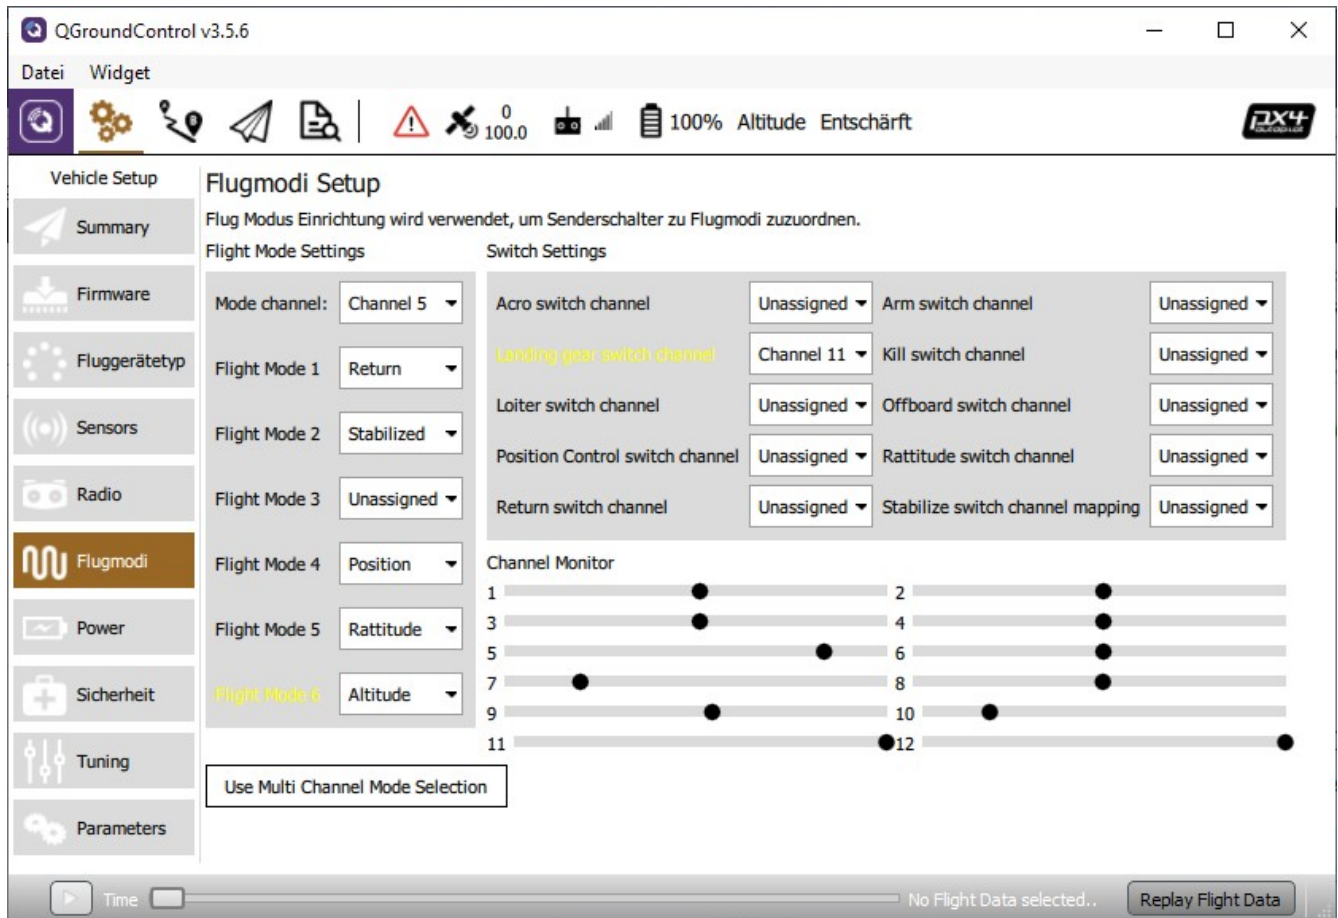 QGroundControl v3.5.6
Datei Widget
0
100.0
100% Altitude Entschärft
px4
autopilot
Vehicle Setup
Summary
Firmware
Fluggerätetyp
Sensors
Radio
Flugmodi
Power
Sicherheit
Tuning
Parameters
Flugmodi Setup
Flug Modus Einrichtung wird verwendet, um Senderschalter zu Flugmodi zuzuordnen.
Flight Mode Settings
Mode channel: Channel 5
Flight Mode 1 Return
Flight Mode 2 Stabilized
Flight Mode 3 Unassigned
Flight Mode 4 Position
Flight Mode 5 Rattitude
Flight Mode 6 Altitude
Use Multi Channel Mode Selection
Switch Settings
Acro switch channel Unassigned Arm switch channel Unassigned
Landing gear switch channel Channel 11 Kill switch channel Unassigned
Loiter switch channel Unassigned Offboard switch channel Unassigned
Position Control switch channel Unassigned Rattitude switch channel Unassigned
Return switch channel Unassigned Stabilize switch channel mapping Unassigned
Channel Monitor
1 2
3 4
5 6
7 8
9 10
11 12
Time No Flight Data selected.. Replay Flight Data